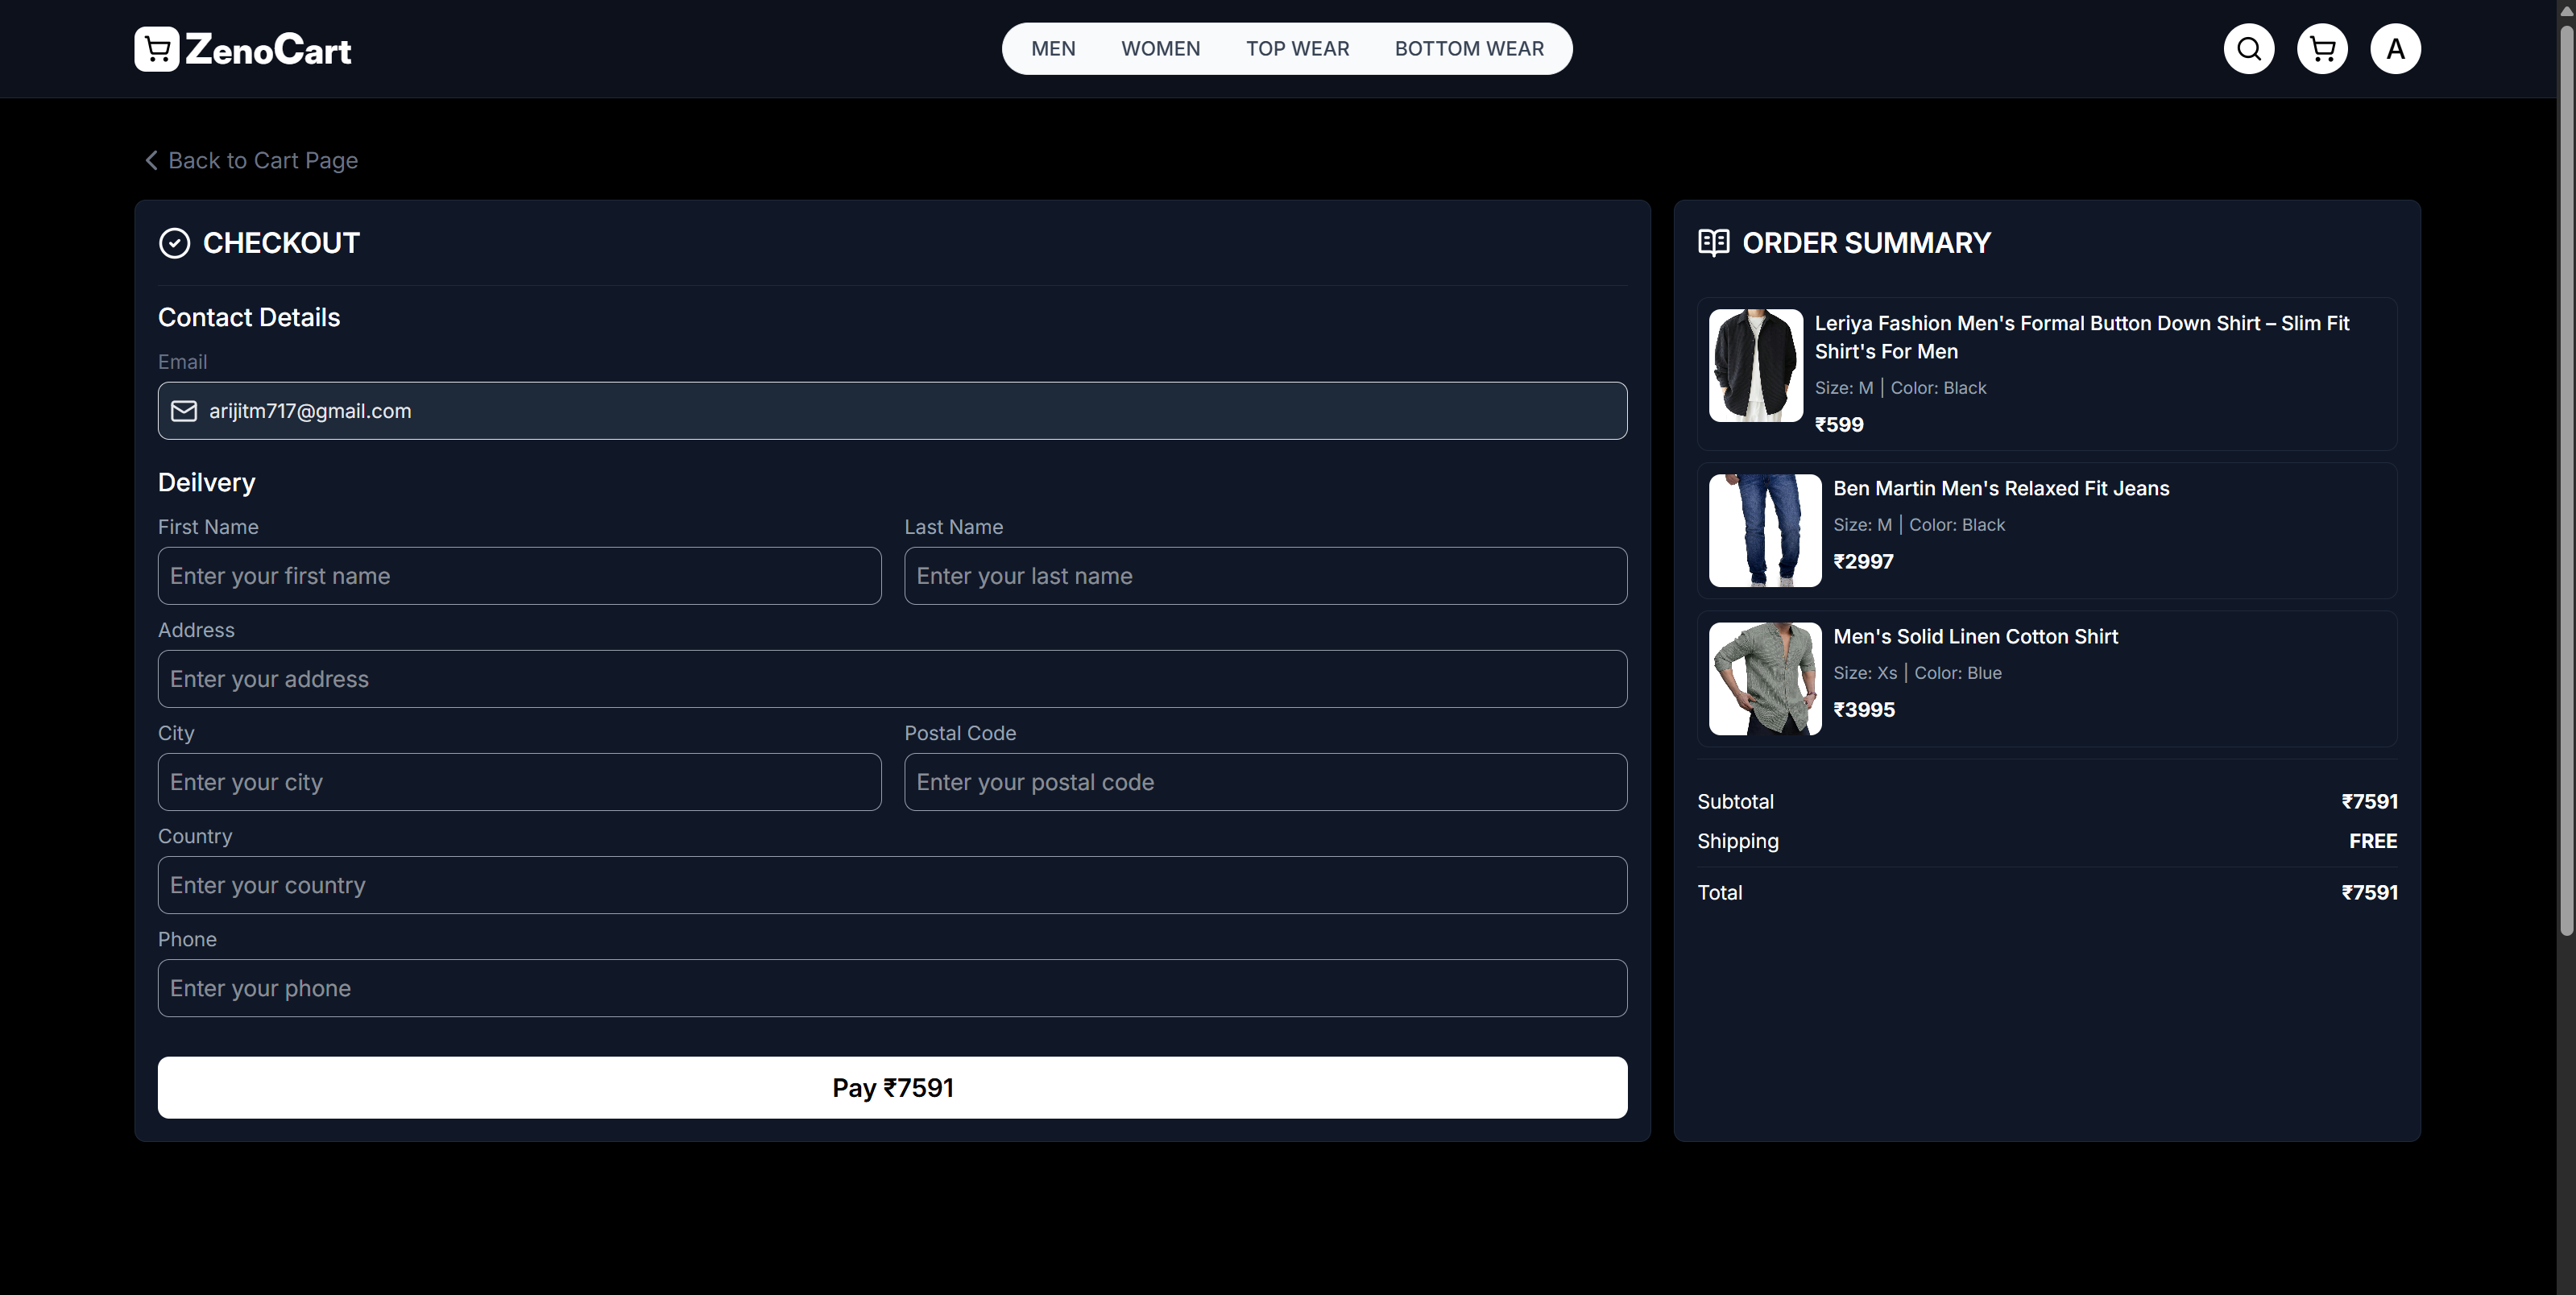 ZenoCart
MEN WOMEN TOP WEAR BOTTOM WEAR
A
Back to Cart Page
CHECKOUT
Contact Details
Email
arijitm717@gmail.com
Deilvery
First Name Last Name
Enter your first name Enter your last name
Address
Enter your address
City Postal Code
Enter your city Enter your postal code
Country
Enter your country
Phone
Enter your phone
Pay ₹7591
ORDER SUMMARY
Leriya Fashion Men's Formal Button Down Shirt – Slim Fit
Shirt's For Men
Size: M | Color: Black
₹599
Ben Martin Men's Relaxed Fit Jeans
Size: M | Color: Black
₹2997
Men's Solid Linen Cotton Shirt
Size: Xs | Color: Blue
₹3995
Subtotal ₹7591
Shipping FREE
Total ₹7591